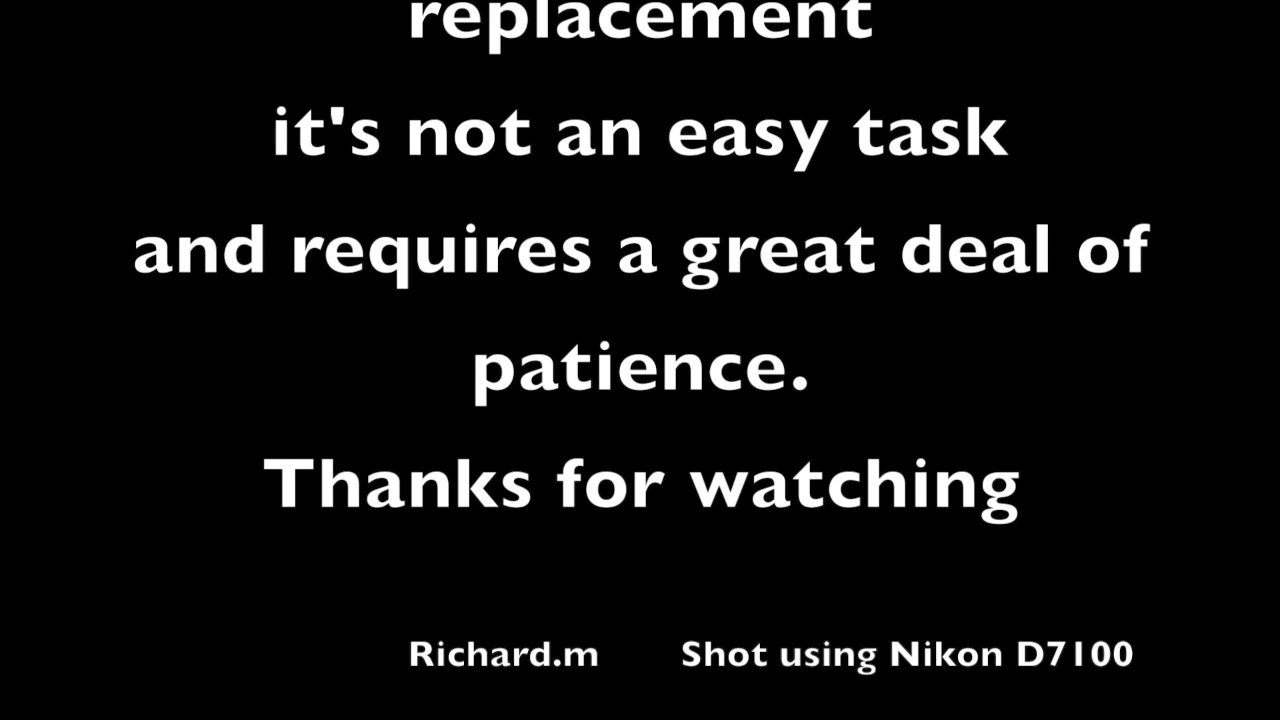 replacement
it's not an easy task
and requires a great deal of
patience.
Thanks for watching
Richard.m Shot using Nikon D7100